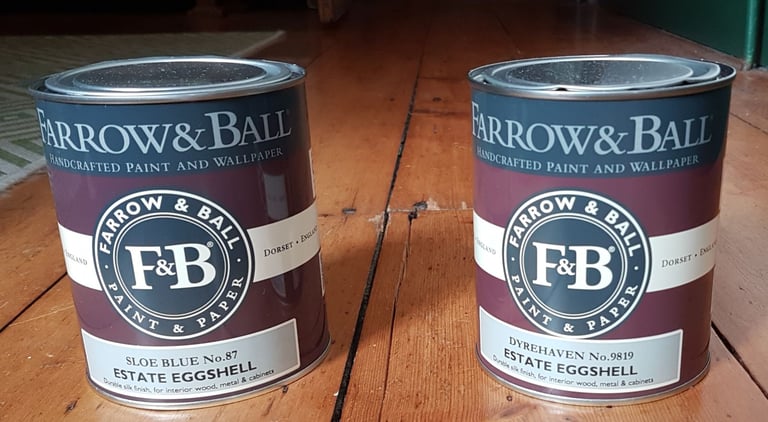 FARROW & BALL®
HANDCRAFTED PAINT AND WALLPAPER
FARROW & BALL
ENGLAND
F&B®
DORSET • ENGLAND
PAINT & PAPER
SLOE BLUE No.87
ESTATE EGGSHELL
Durable silk finish, for interior wood, metal & cabinets
FARROW & BALL®
HANDCRAFTED PAINT AND WALLPAPER
FARROW & BALL
ENGLAND
F&B®
DORSET • ENGLAND
PAINT & PAPER
DYREHAVEN No.9819
ESTATE EGGSHELL
Durable silk finish, for interior wood, metal & cabinets